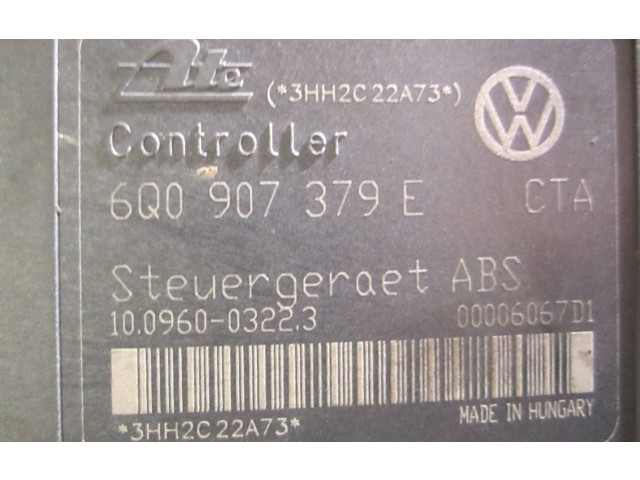 Ate (*3HH2C22A73*)
Controller
6Q0 907 379 E CTA
Steuergeraet ABS
10.0960-0322.3 00006067D1
MADE IN HUNGARY
*3HH2C22A73*